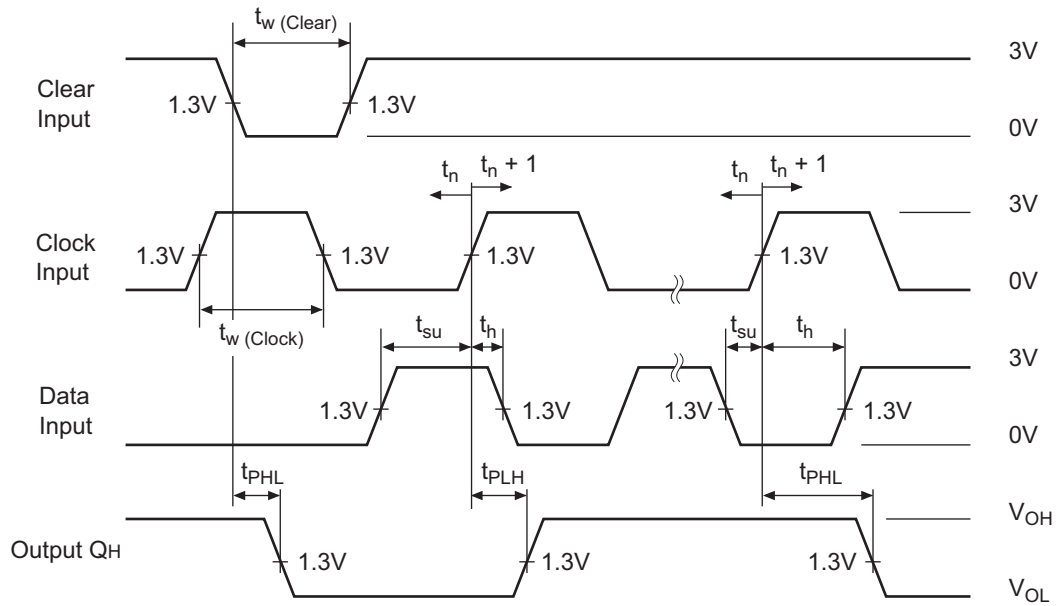 tw (Clear)
3V
Clear
Input
1.3V
1.3V
0V
tn
tn + 1
tn
tn + 1
3V
Clock
Input
1.3V
1.3V
1.3V
1.3V
0V
tw (Clock)
tsu
th
tsu
th
3V
Data
Input
1.3V
1.3V
1.3V
1.3V
0V
tPHL
tPLH
tPHL
VOH
Output QH
1.3V
1.3V
1.3V
VOL